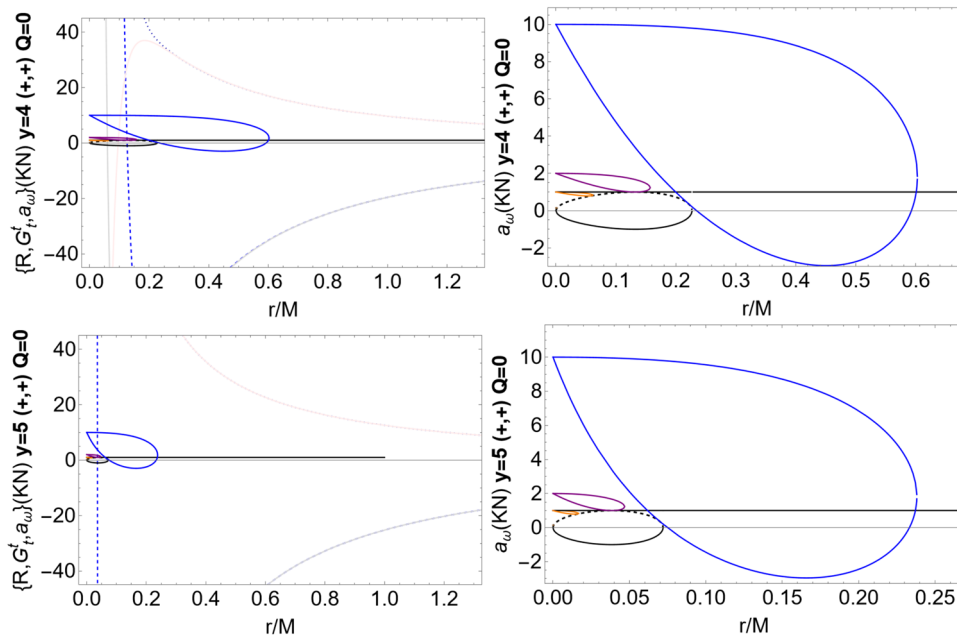 {R,G_t^t,a_ω}(KN) y=4 (+,+) Q=0
40
20
0
-20
-40
0.0 0.2 0.4 0.6 0.8 1.0 1.2
r/M
a_ω(KN) y=4 (+,+) Q=0
10
8
6
4
2
0
-2
0.0 0.1 0.2 0.3 0.4 0.5 0.6
r/M
{R,G_t^t,a_ω}(KN) y=5 (+,+) Q=0
40
20
0
-20
-40
0.0 0.2 0.4 0.6 0.8 1.0 1.2
r/M
a_ω(KN) y=5 (+,+) Q=0
10
8
6
4
2
0
-2
0.00 0.05 0.10 0.15 0.20 0.25
r/M